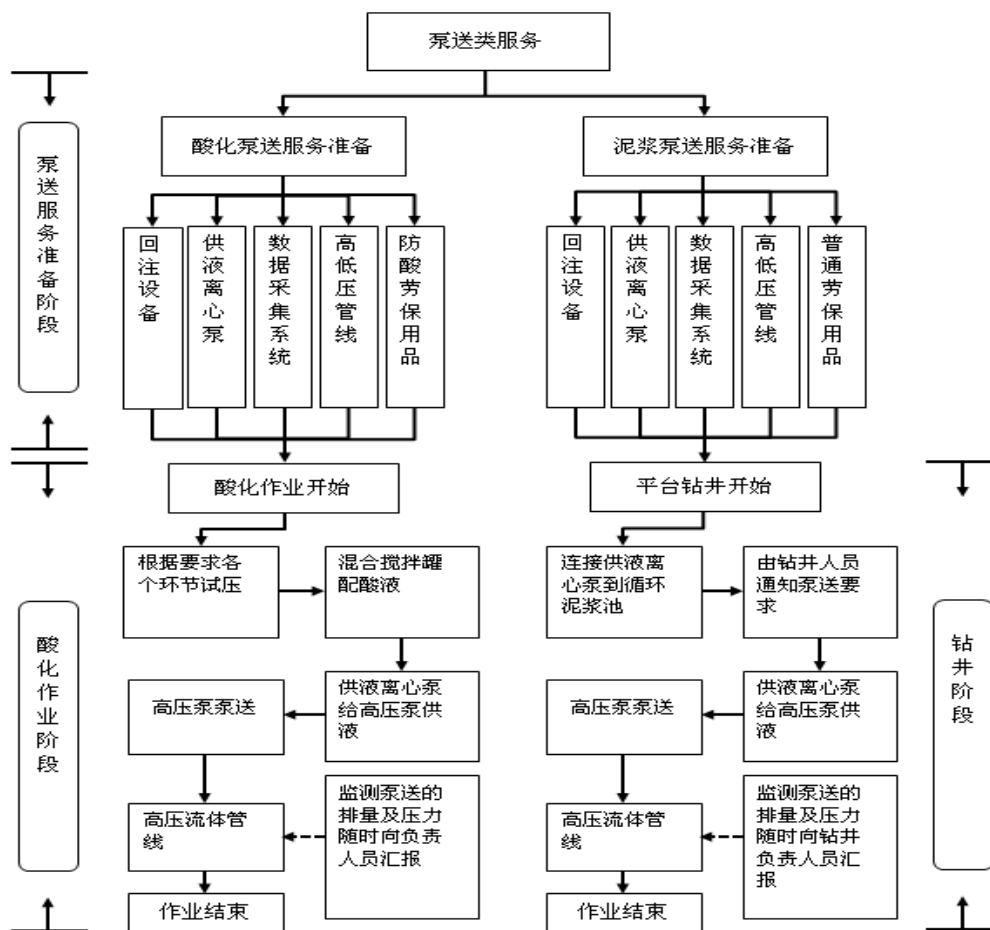 泵送类服务
泵送服务准备阶段
酸化泵送服务准备
泥浆泵送服务准备
回注设备
供液离心泵
数据采集系统
高低压管线
防酸劳保用品
回注设备
供液离心泵
数据采集系统
高低压管线
普通劳保用品
酸化作业开始
平台钻井开始
酸化作业阶段
根据要求各
个环节试压
混合搅拌罐
配酸液
连接供液离
心泵到循环
泥浆池
由钻井人员
通知泵送要
求
钻井阶段
高压泵泵送
供液离心泵
给高压泵供
液
高压泵泵送
供液离心泵
给高压泵供
液
高压流体管
线
监测泵送的
排量及压力
随时向负责
人员汇报
高压流体管
线
监测泵送的
排量及压力
随时向钻井
负责人员汇
报
作业结束
作业结束